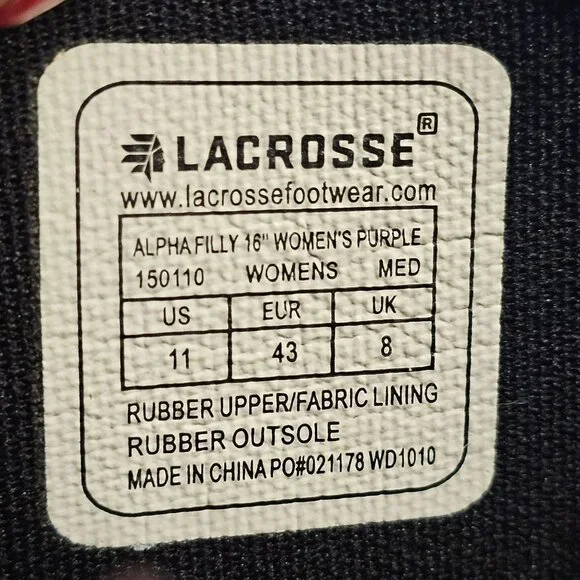 LACROSSE®
www.lacrossefootwear.com
ALPHA FILLY 16" WOMEN'S PURPLE
150110 WOMENS MED
US EUR UK
11 43 8
RUBBER UPPER/FABRIC LINING
RUBBER OUTSOLE
MADE IN CHINA PO#021178 WD1010